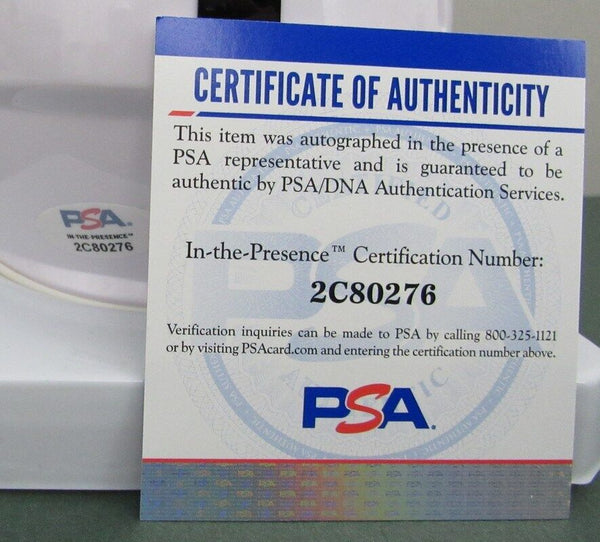 CERTIFICATE OF AUTHENTICITY
This item was autographed in the presence of a
PSA representative and is guaranteed to be
authentic by PSA/DNA Authentication Services.
In-the-Presence™ Certification Number:
2C80276
Verification inquiries can be made to PSA by calling 800-325-1121
or by visiting PSAcard.com and entering the certification number above.
PSA.
PSA.
IN-THE-PRESENCE™
2C80276